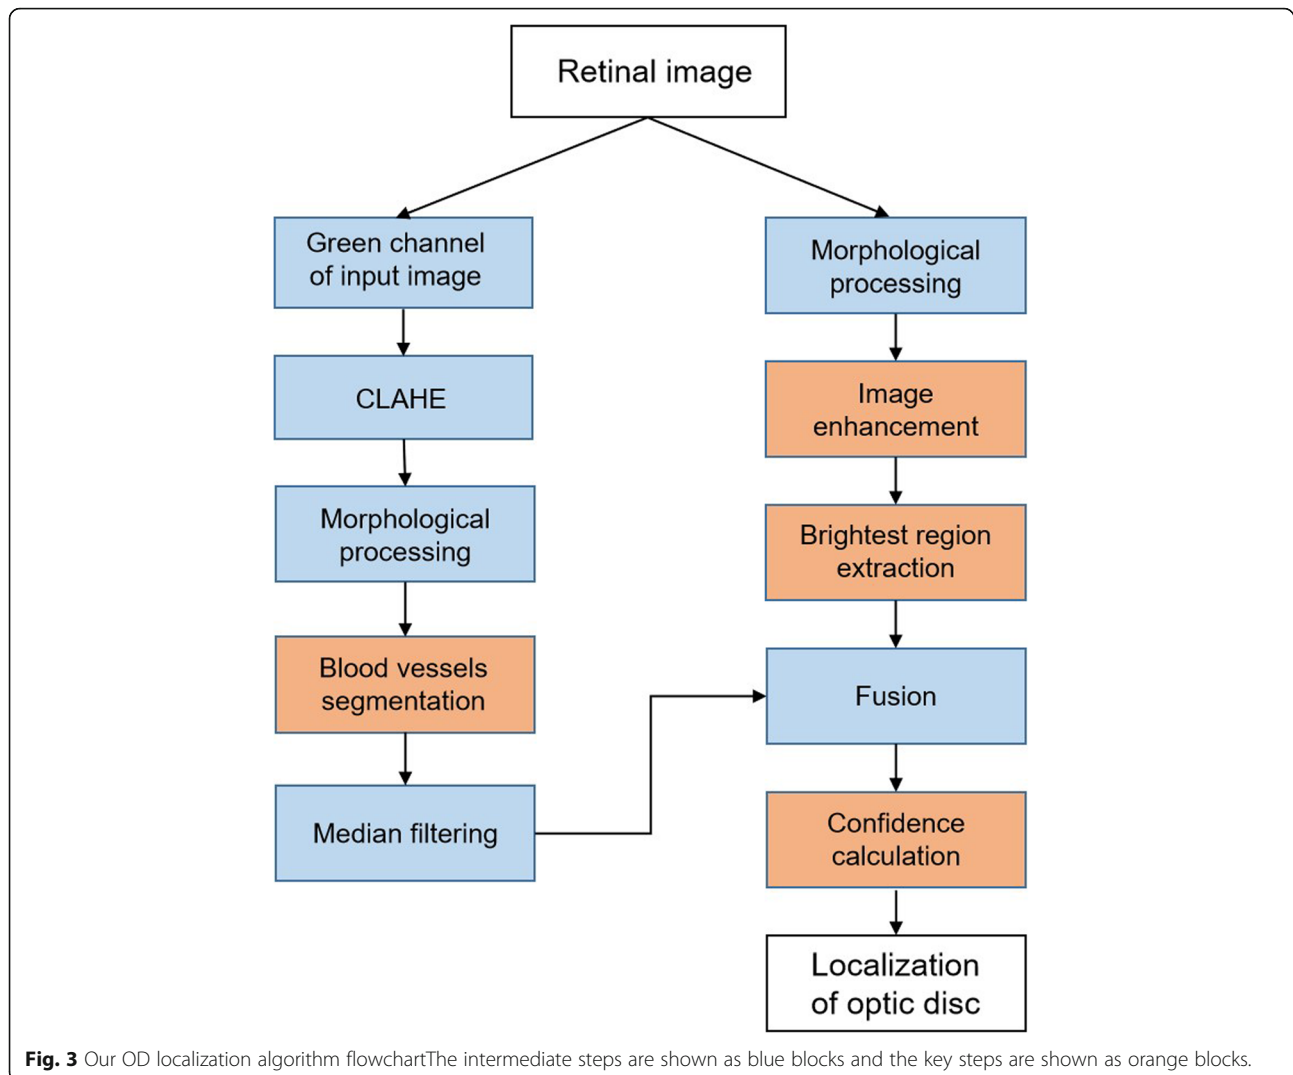 Retinal image
Green channel
of input image
CLAHE
Morphological
processing
Blood vessels
segmentation
Median filtering
Morphological
processing
Image
enhancement
Brightest region
extraction
Fusion
Confidence
calculation
Localization
of optic disc
Fig. 3 Our OD localization algorithm flowchartThe intermediate steps are shown as blue blocks and the key steps are shown as orange blocks.